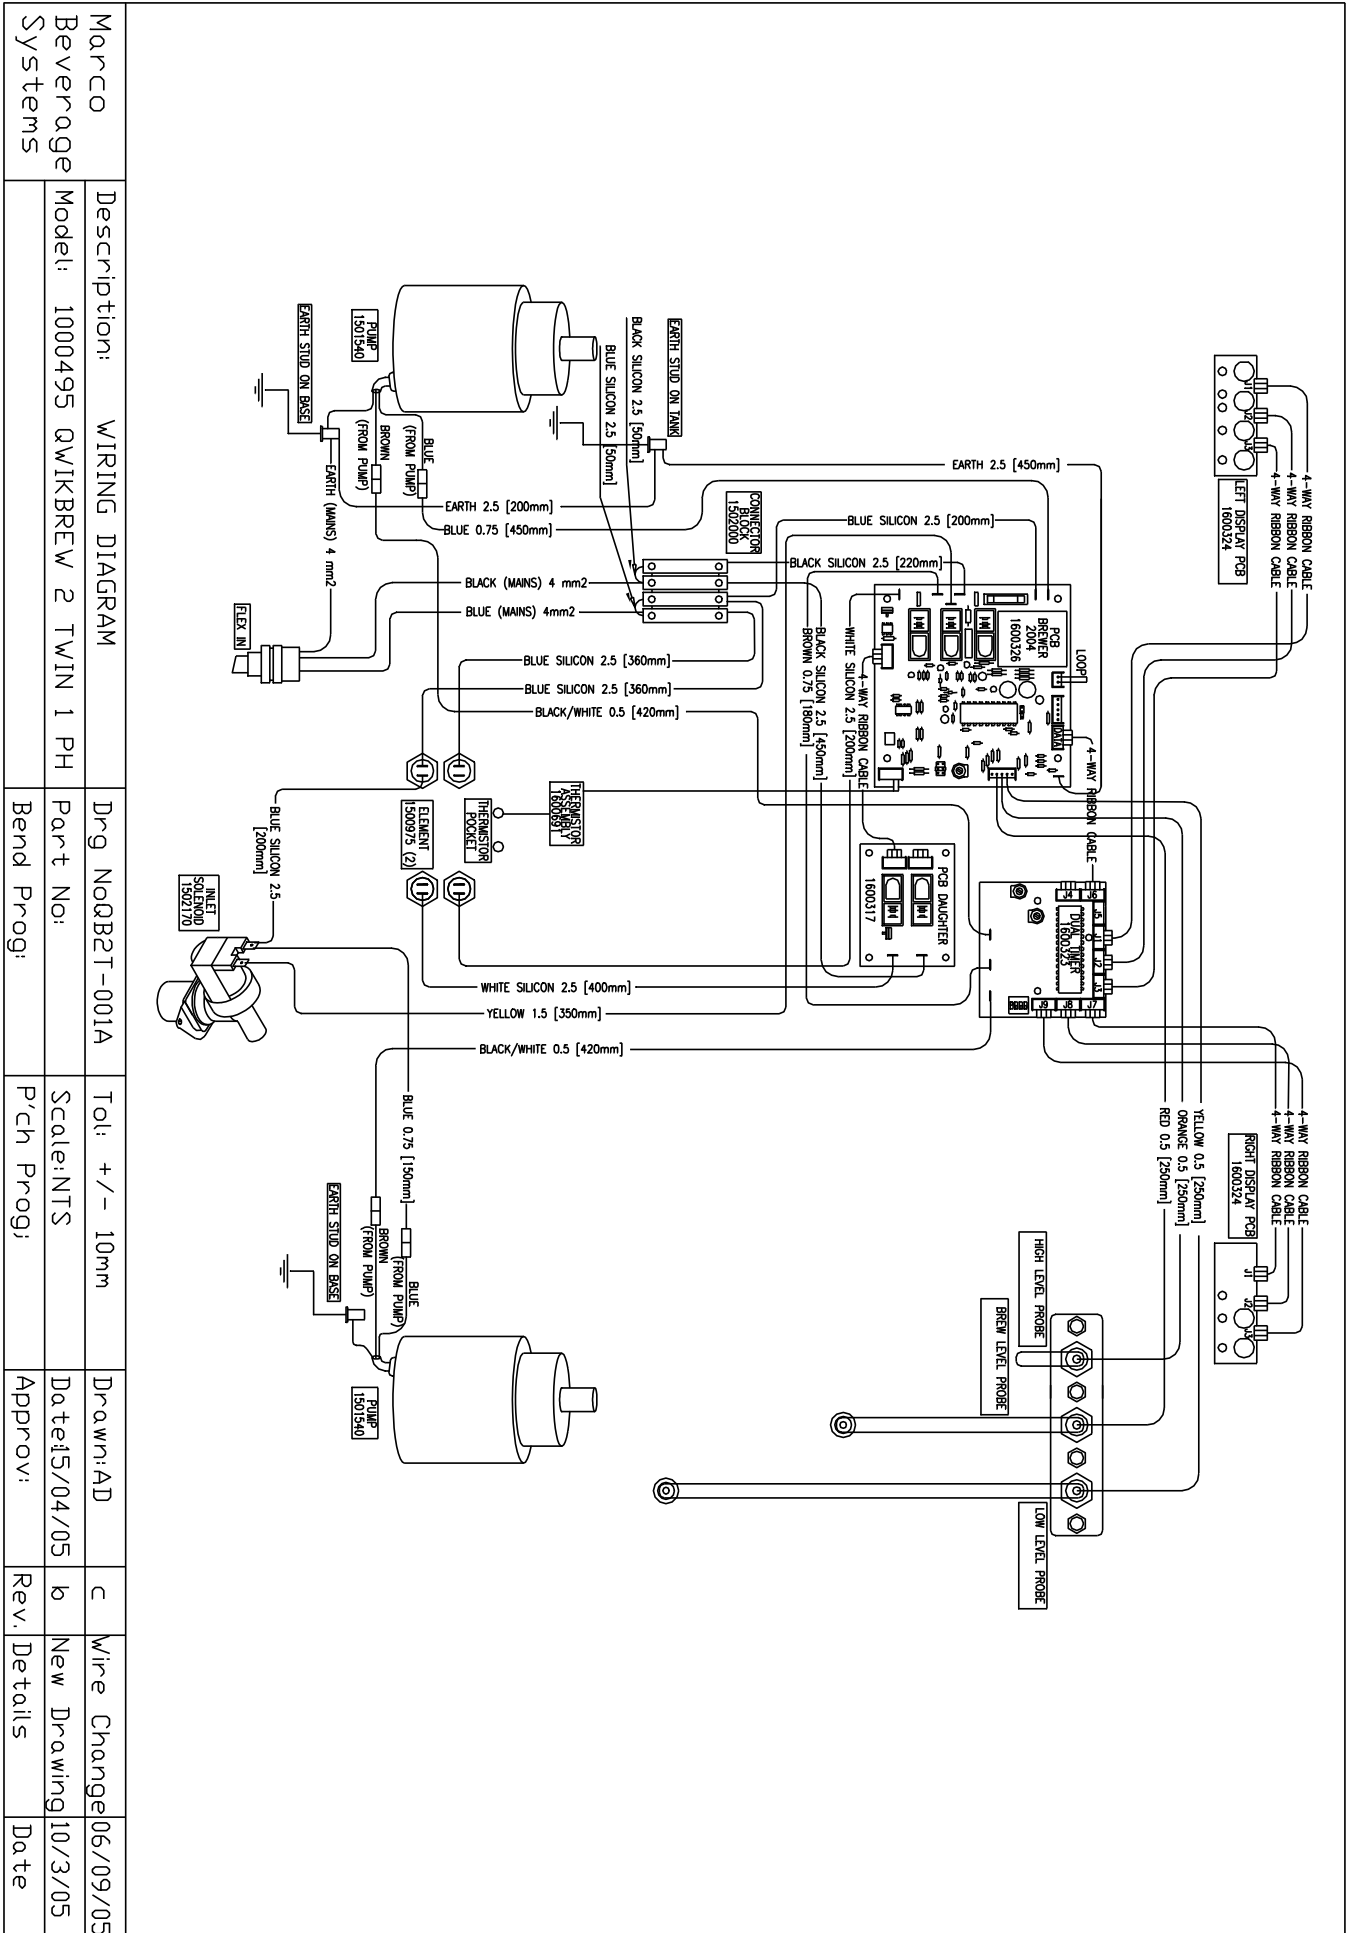 4-WAY RIBBON CABLE
4-WAY RIBBON CABLE
4-WAY RIBBON CABLE
J1
J2
J3
LEFT DISPLAY PCB
1600324
4-WAY RIBBON CABLE
4-WAY RIBBON CABLE
4-WAY RIBBON CABLE
RIGHT DISPLAY PCB
1600324
J1
J2
J3
YELLOW 0.5 [250mm]
ORANGE 0.5 [250mm]
RED 0.5 [250mm]
HIGH LEVEL PROBE
BREW LEVEL PROBE
LOW LEVEL PROBE
LOOP
DATA
4-WAY RIBBON CABLE
PCB
BREWER
2004
1600326
J4
J6
J5
J1
J2
J3
J9
J8
J7
DUAL TIMER
1600323
PCB DAUGHTER
1600317
EARTH 2.5 [450mm]
BLUE SILICON 2.5 [200mm]
BLACK SILICON 2.5 [220mm]
4-WAY RIBBON CABLE
WHITE SILICON 2.5 [200mm]
BLACK SILICON 2.5 [450mm]
BROWN 0.75 [180mm]
CONNECTOR
BLOCK
1502000
EARTH STUD ON TANK
BLACK SILICON 2.5 [50mm]
BLUE SILICON 2.5 [50mm]
EARTH 2.5 [200mm]
BLUE 0.75 [450mm]
BLACK (MAINS) 4 mm2
BLUE (MAINS) 4mm2
BLUE SILICON 2.5 [360mm]
BLUE SILICON 2.5 [360mm]
BLACK/WHITE 0.5 [420mm]
THERMISTOR
ASSEMBLY
1600691
THERMISTOR
POCKET
ELEMENT
1500975 (2)
WHITE SILICON 2.5 [400mm]
YELLOW 1.5 [350mm]
BLACK/WHITE 0.5 [420mm]
PUMP
1501540
BLUE
(FROM PUMP)
BROWN
(FROM PUMP)
EARTH STUD ON BASE
EARTH (MAINS) 4 mm2
FLEX IN
BLUE SILICON 2.5
[200mm]
INLET
SOLENOID
1502170
BLUE 0.75 [150mm]
BLUE
(FROM PUMP)
BROWN
(FROM PUMP)
EARTH STUD ON BASE
PUMP
1501540
Marco
Beverage
Systems
Description: WIRING DIAGRAM
Model: 1000495 QWIKBREW 2 TWIN 1 PH
Drg No QB2T-001A
Part No:
Bend Prog:
Tol: +/- 10mm
Scale:NTS
P'ch Prog;
Drawn:AD
Date:15/04/05
Approv:
c Wire Change 06/09/05
b New Drawing 10/3/05
Rev. Details Date